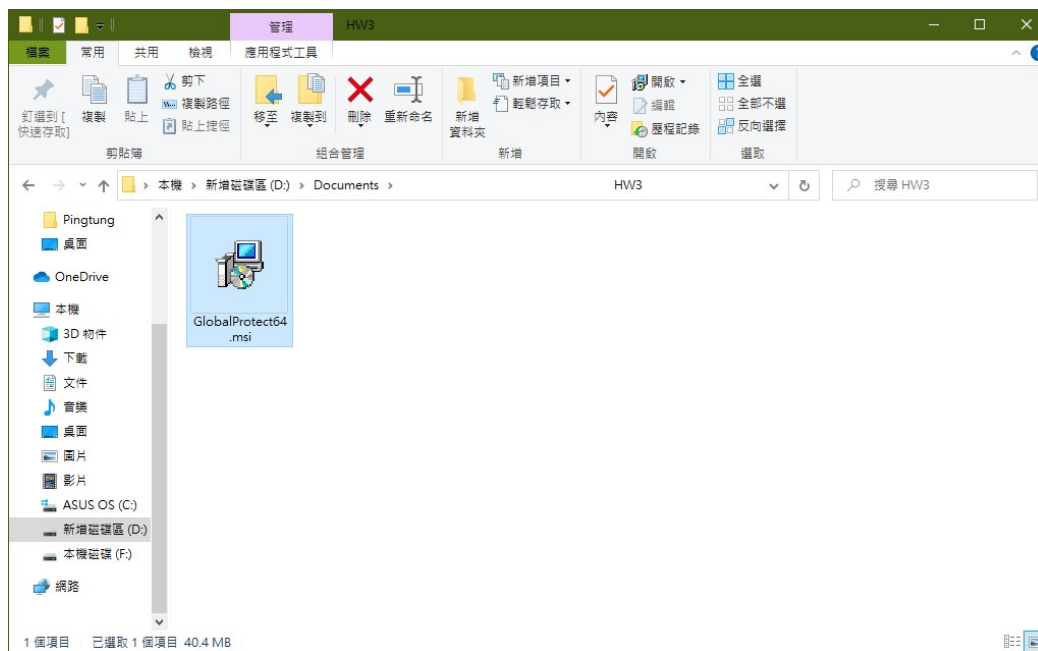 管理
HW3
檔案
常用
共用
檢視
應用程式工具
釘選到 [
快速存取]
複製
貼上
剪下
複製路徑
貼上捷徑
剪貼簿
移至
複製到
刪除
重新命名
組合管理
新增
資料夾
新增項目
輕鬆存取
新增
內容
開啟
編輯
歷程記錄
開啟
全選
全部不選
反向選擇
選取
本機 › 新增磁碟區 (D:) › Documents › HW3
搜尋 HW3
Pingtung
桌面
OneDrive
本機
3D 物件
下載
文件
音樂
桌面
圖片
影片
ASUS OS (C:)
新增磁碟區 (D:)
本機磁碟 (F:)
網路
GlobalProtect64
.msi
1 個項目
已選取 1 個項目 40.4 MB